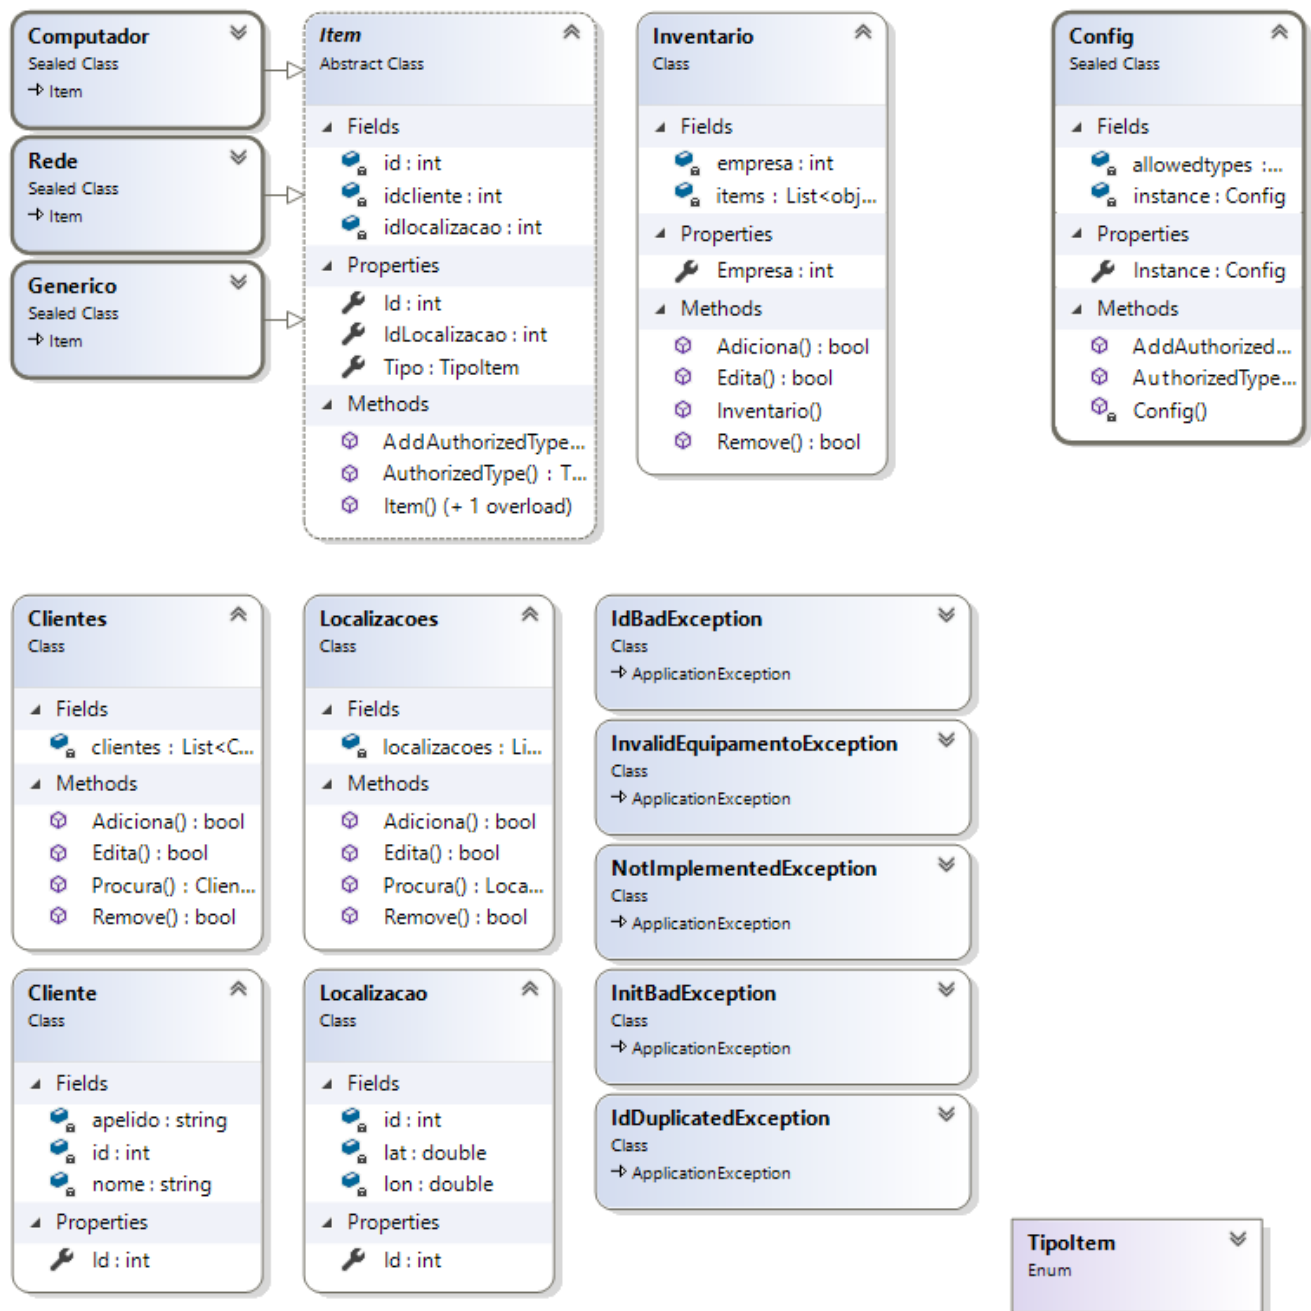 Computador
Sealed Class
Item
Rede
Sealed Class
Item
Generico
Sealed Class
Item
Item
Abstract Class
Fields
id : int
idcliente : int
idlocalizacao : int
Properties
Id : int
IdLocalizacao : int
Tipo : TipoItem
Methods
AddAuthorizedType...
AuthorizedType() : T...
Item() (+ 1 overload)
Inventario
Class
Fields
empresa : int
items : List<obj...
Properties
Empresa : int
Methods
Adiciona() : bool
Edita() : bool
Inventario()
Remove() : bool
Config
Sealed Class
Fields
allowedtypes :...
instance : Config
Properties
Instance : Config
Methods
AddAuthorized...
AuthorizedType...
Config()
Clientes
Class
Fields
clientes : List<C...
Methods
Adiciona() : bool
Edita() : bool
Procura() : Clien...
Remove() : bool
Localizacoes
Class
Fields
localizacoes : Li...
Methods
Adiciona() : bool
Edita() : bool
Procura() : Loca...
Remove() : bool
IdBadException
Class
ApplicationException
InvalidEquipamentoException
Class
ApplicationException
NotImplementedException
Class
ApplicationException
InitBadException
Class
ApplicationException
IdDuplicatedException
Class
ApplicationException
Cliente
Class
Fields
apelido : string
id : int
nome : string
Properties
Id : int
Localizacao
Class
Fields
id : int
lat : double
lon : double
Properties
Id : int
TipoItem
Enum